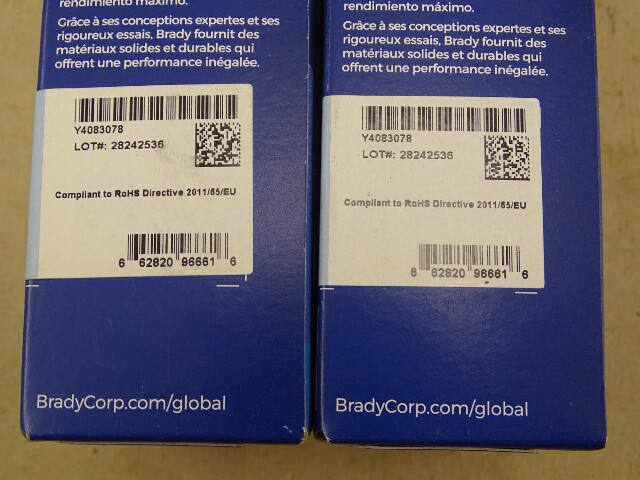 rendimiento máximo.
Grâce à ses conceptions expertes et ses
rigoureux essais, Brady fournit des
matériaux solides et durables qui
offrent une performance inégalée.
Y4083078
LOT#: 28242536
Compliant to RoHS Directive 2011/65/EU
6 62820 96661 6
BradyCorp.com/global
rendimiento máximo.
Grâce à ses conceptions expertes et ses
rigoureux essais, Brady fournit des
matériaux solides et durables qui
offrent une performance inégalée.
Y4083078
LOT#: 28242536
Compliant to RoHS Directive 2011/65/EU
6 62820 96661 6
BradyCorp.com/global